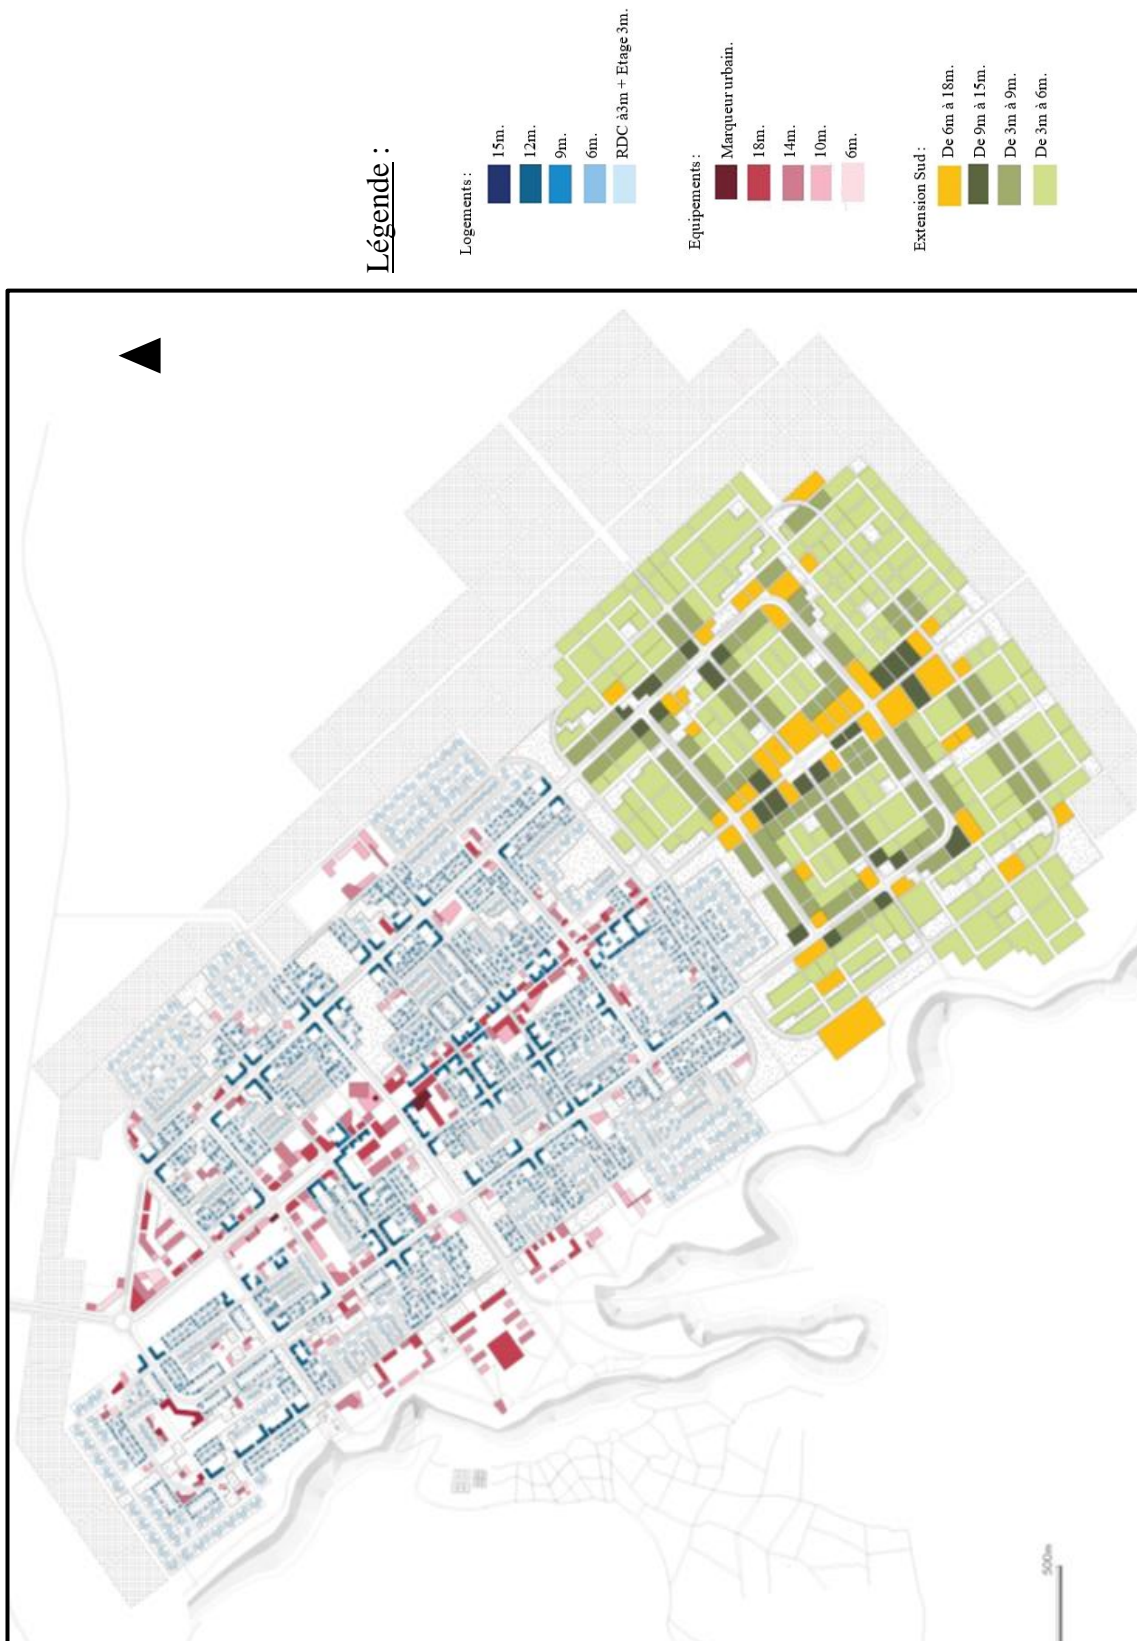 Légende :
Logements :
15m.
12m.
9m.
6m.
RDC à3m + Etage 3m.
Equipements :
Marqueur urbain.
18m.
14m.
10m.
6m.
Extension Sud :
De 6m à 18m.
De 9m à 15m.
De 3m à 9m.
De 3m à 6m.
500m